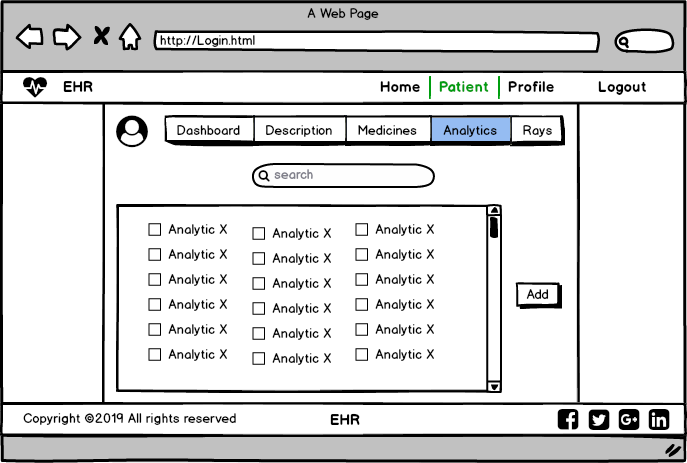 A Web Page
http://Login.html
EHR Home Patient Profile Logout
Dashboard Description Medicines Analytics Rays
search
Analytic X Analytic X Analytic X
Analytic X Analytic X Analytic X
Analytic X Analytic X Analytic X
Analytic X Analytic X Analytic X
Analytic X Analytic X Analytic X
Analytic X Analytic X Analytic X
Add
Copyright ©2019 All rights reserved EHR